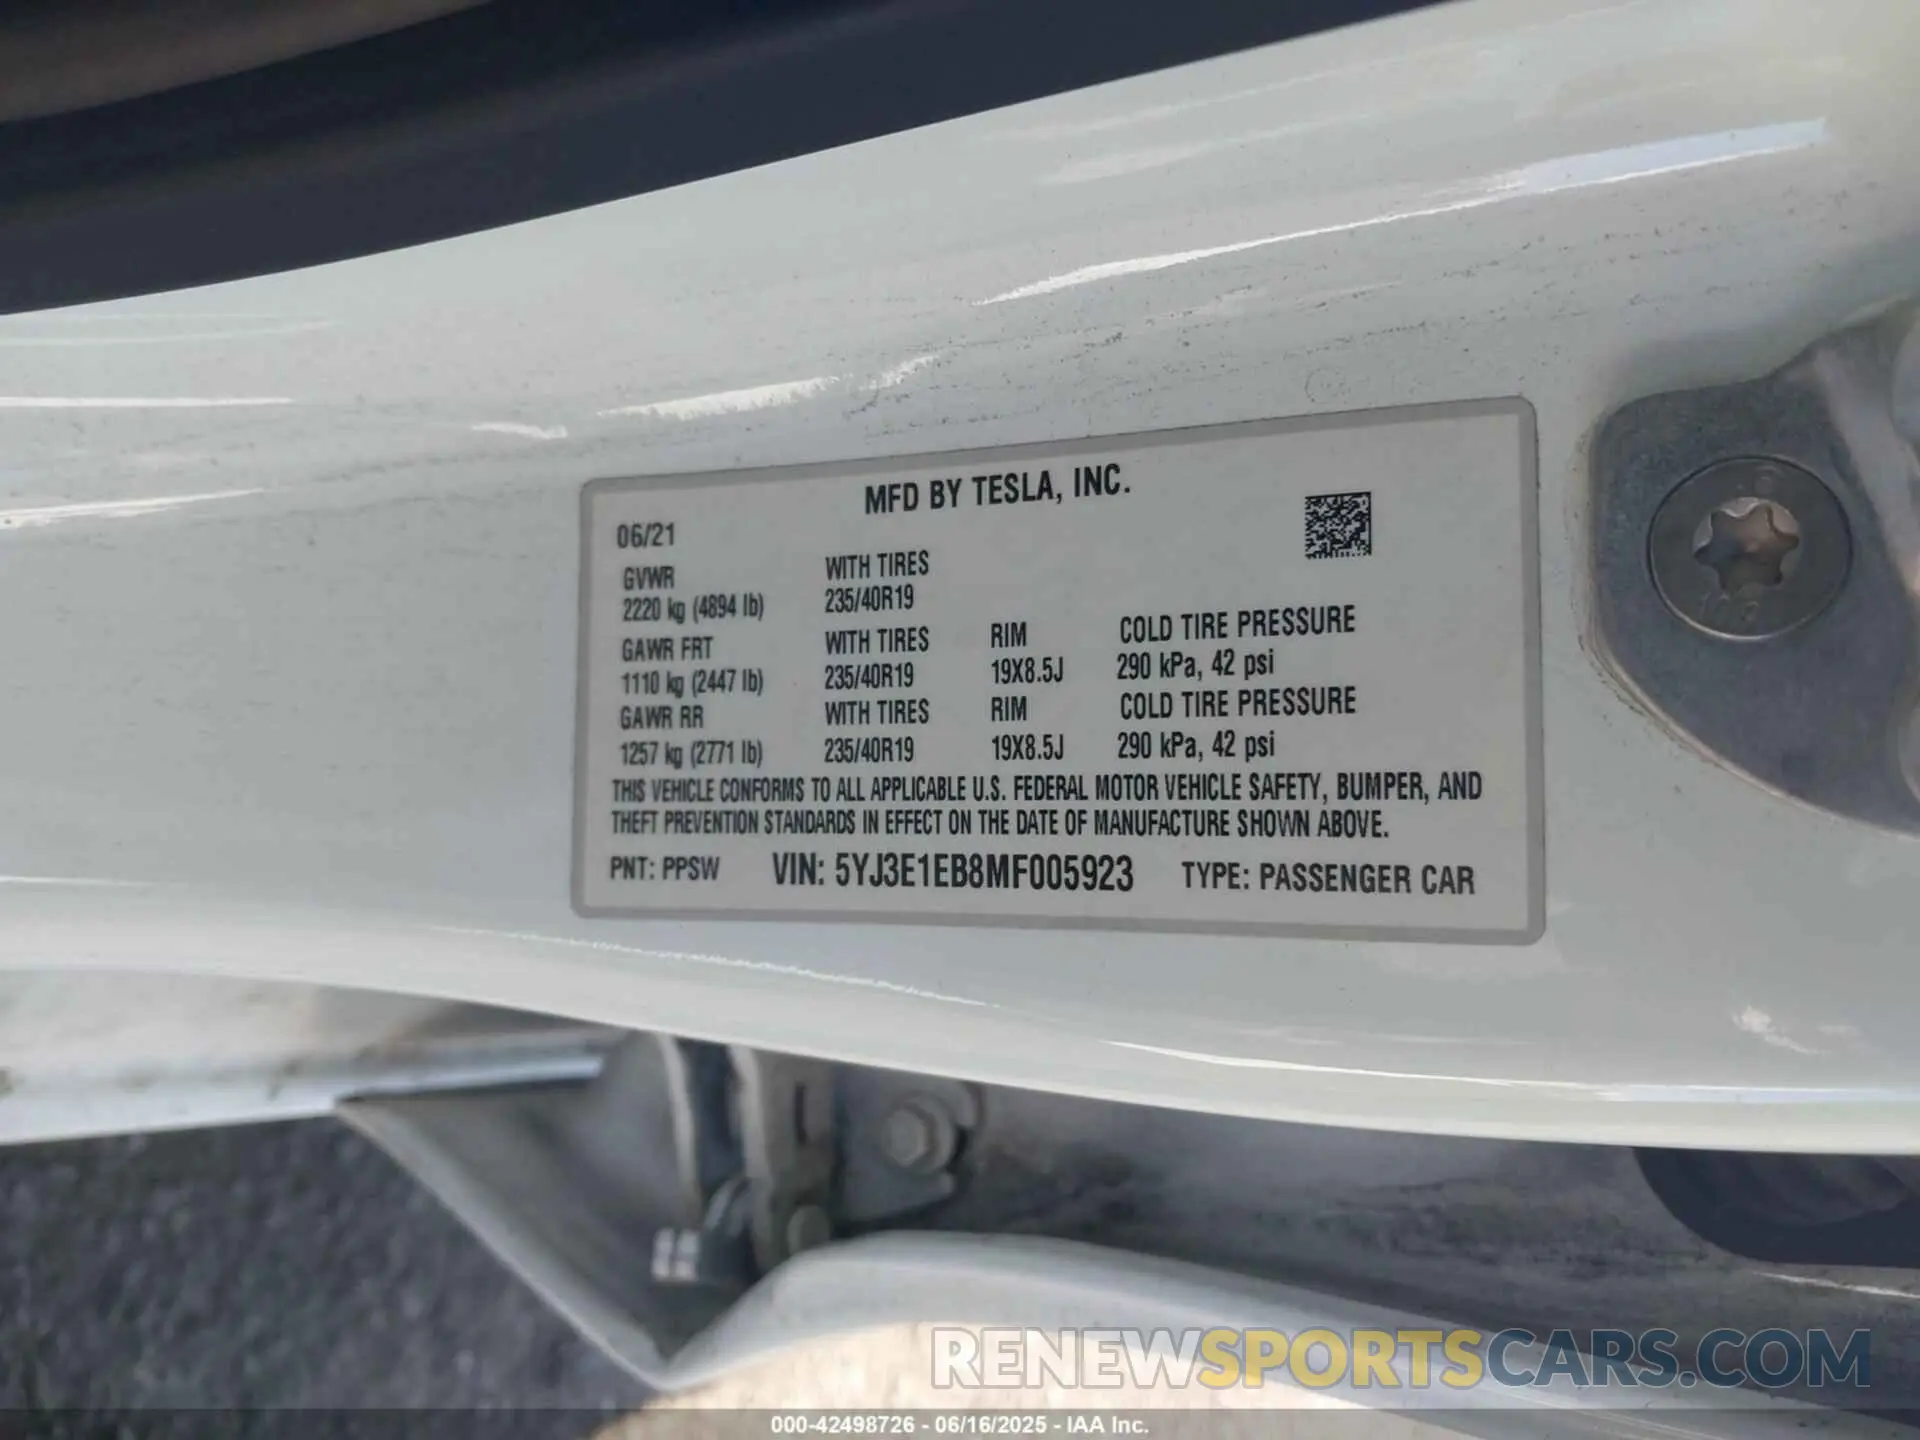 MFD BY TESLA, INC.
06/21
GVWR WITH TIRES
2220 kg (4894 lb) 235/40R19
GAWR FRT WITH TIRES RIM COLD TIRE PRESSURE
1110 kg (2447 lb) 235/40R19 19X8.5J 290 kPa, 42 psi
GAWR RR WITH TIRES RIM COLD TIRE PRESSURE
1257 kg (2771 lb) 235/40R19 19X8.5J 290 kPa, 42 psi
THIS VEHICLE CONFORMS TO ALL APPLICABLE U.S. FEDERAL MOTOR VEHICLE SAFETY, BUMPER, AND
THEFT PREVENTION STANDARDS IN EFFECT ON THE DATE OF MANUFACTURE SHOWN ABOVE.
PNT: PPSW VIN: 5YJ3E1EB8MF005923 TYPE: PASSENGER CAR
RENEWSPORTSCARS.COM
000-42498726 - 06/16/2025 - IAA Inc.